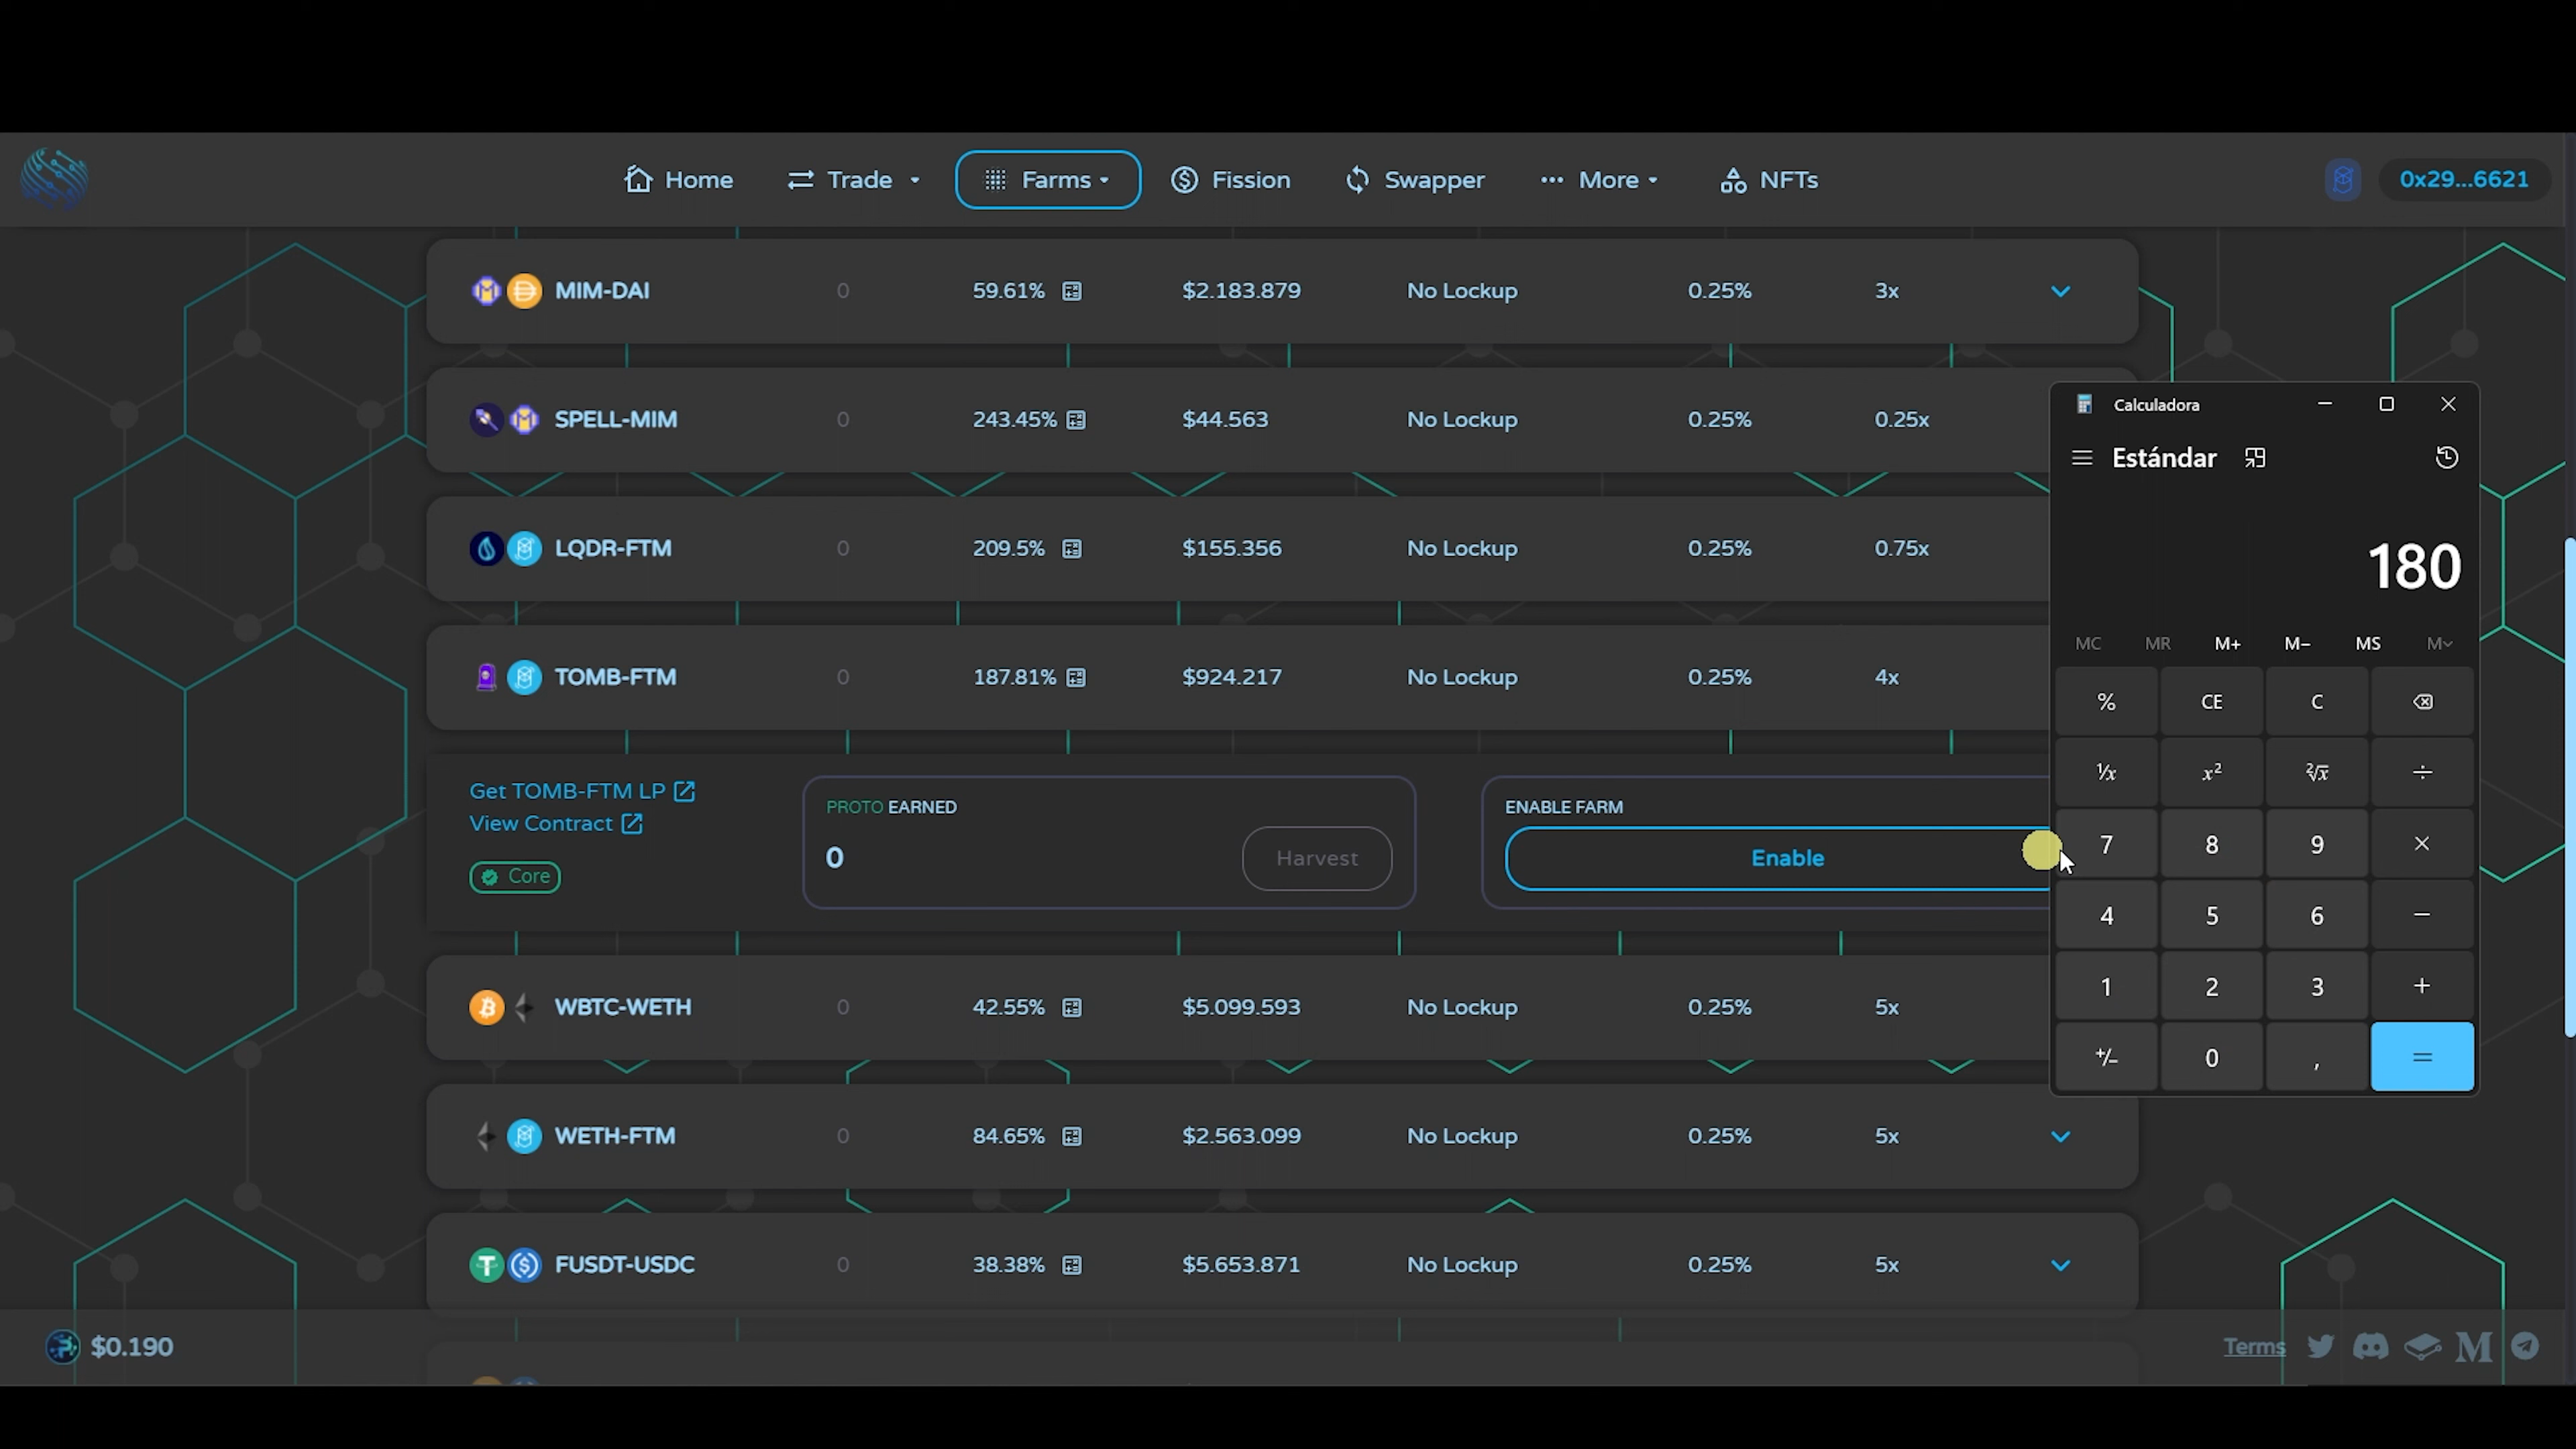 Home Trade Farms Fission Swapper More NFTs 0x29...6621
MIM-DAI 0 59.61% $2.183.879 No Lockup 0.25% 3x
SPELL-MIM 0 243.45% $44.563 No Lockup 0.25% 0.25x
LQDR-FTM 0 209.5% $155.356 No Lockup 0.25% 0.75x
TOMB-FTM 0 187.81% $924.217 No Lockup 0.25% 4x
Get TOMB-FTM LP
View Contract
Core
PROTO EARNED
0 Harvest
ENABLE FARM
Enable
WBTC-WETH 0 42.55% $5.099.593 No Lockup 0.25% 5x
WETH-FTM 0 84.65% $2.563.099 No Lockup 0.25% 5x
FUSDT-USDC 0 38.38% $5.653.871 No Lockup 0.25% 5x
$0.190
Terms
Calculadora
Estándar
180
MC MR M+ M− MS M
% CE C
⅟x x² ²√x ÷
7 8 9 ×
4 5 6 −
1 2 3 +
+/− 0 , =